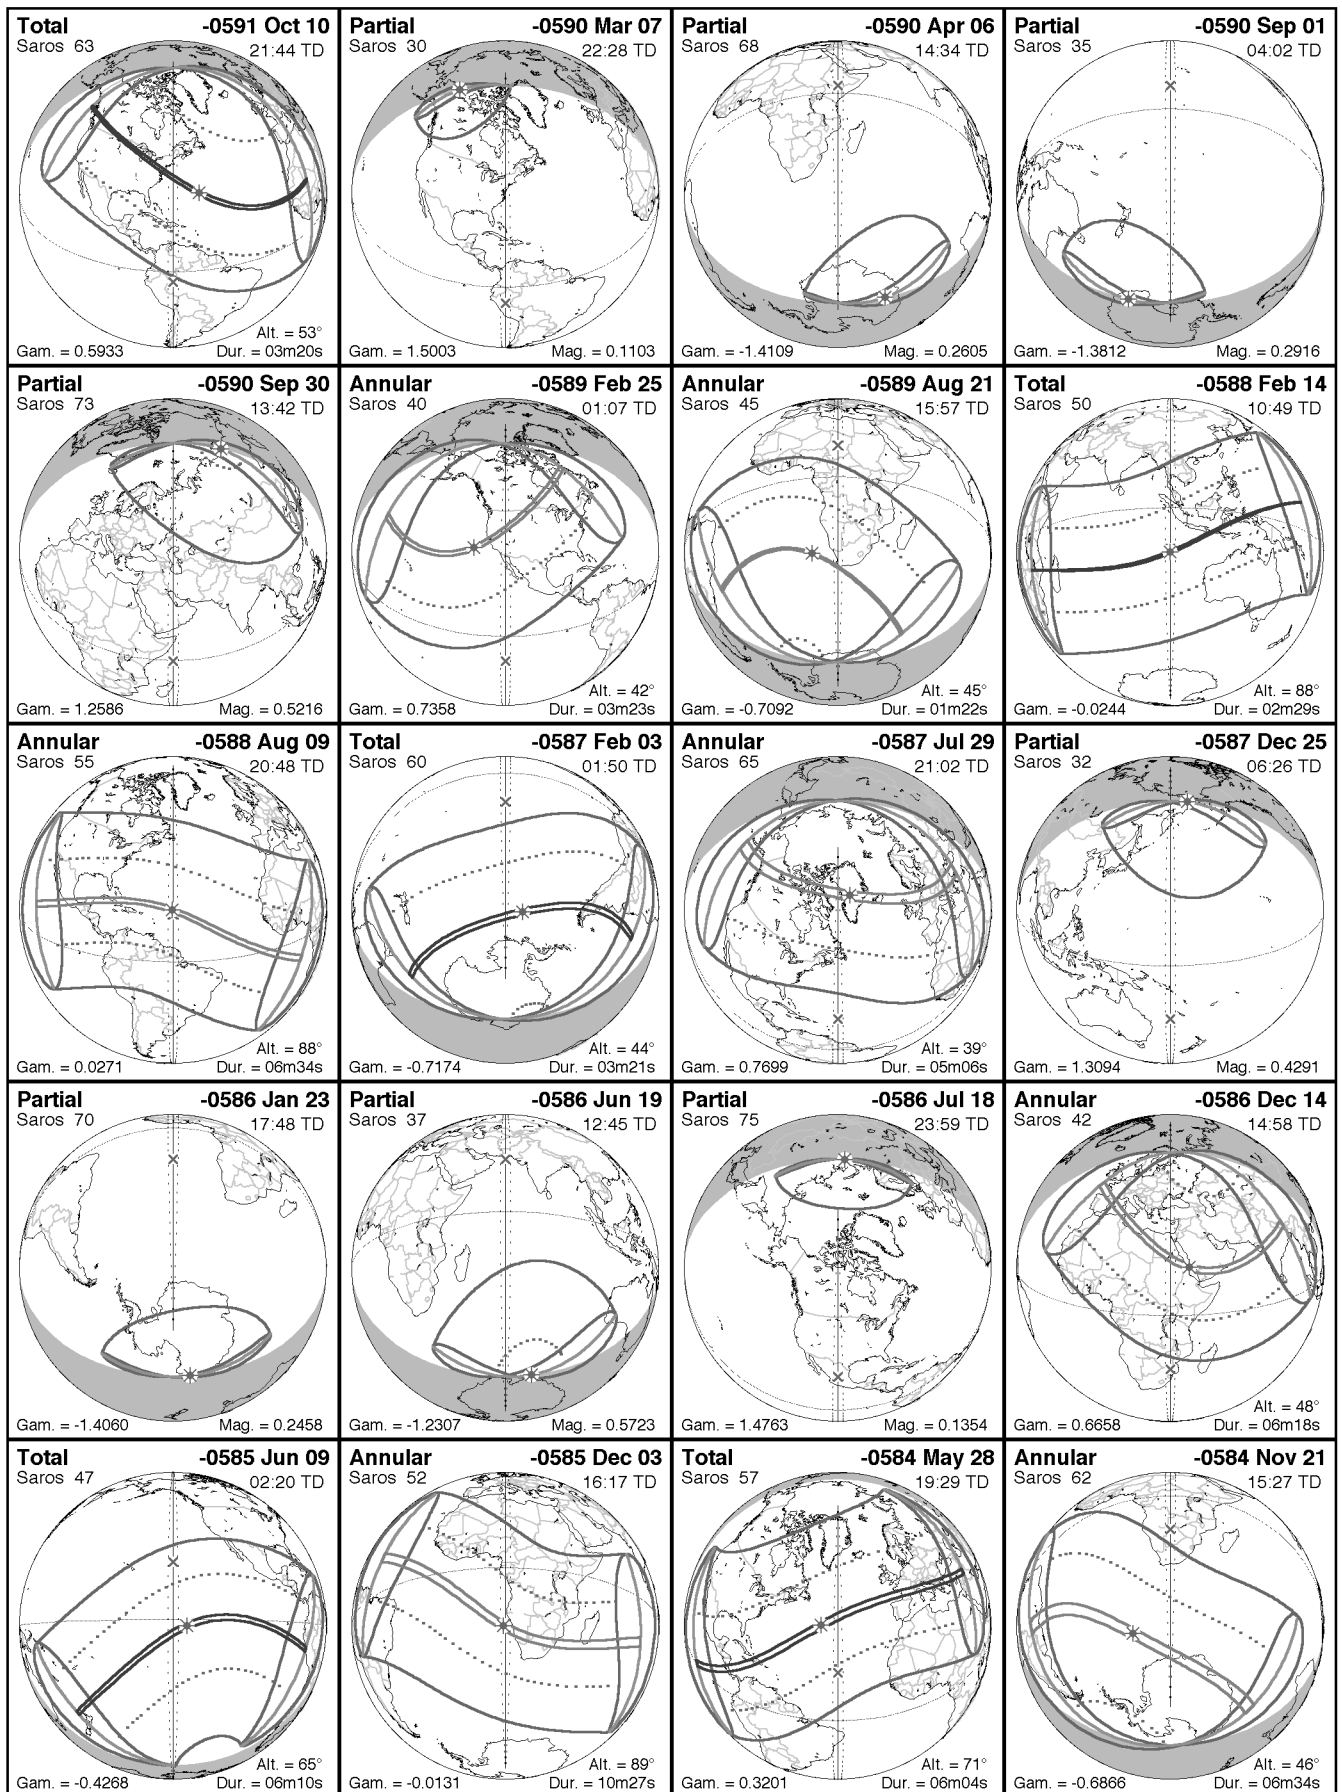 Total -0591 Oct 10
Saros 63 21:44 TD
Alt. = 53°
Gam. = 0.5933 Dur. = 03m20s
Partial -0590 Mar 07
Saros 30 22:28 TD
Gam. = 1.5003 Mag. = 0.1103
Partial -0590 Apr 06
Saros 68 14:34 TD
Gam. = -1.4109 Mag. = 0.2605
Partial -0590 Sep 01
Saros 35 04:02 TD
Gam. = -1.3812 Mag. = 0.2916
Partial -0590 Sep 30
Saros 73 13:42 TD
Gam. = 1.2586 Mag. = 0.5216
Annular -0589 Feb 25
Saros 40 01:07 TD
Alt. = 42°
Gam. = 0.7358 Dur. = 03m23s
Annular -0589 Aug 21
Saros 45 15:57 TD
Alt. = 45°
Gam. = -0.7092 Dur. = 01m22s
Total -0588 Feb 14
Saros 50 10:49 TD
Alt. = 88°
Gam. = -0.0244 Dur. = 02m29s
Annular -0588 Aug 09
Saros 55 20:48 TD
Alt. = 88°
Gam. = 0.0271 Dur. = 06m34s
Total -0587 Feb 03
Saros 60 01:50 TD
Alt. = 44°
Gam. = -0.7174 Dur. = 03m21s
Annular -0587 Jul 29
Saros 65 21:02 TD
Alt. = 39°
Gam. = 0.7699 Dur. = 05m06s
Partial -0587 Dec 25
Saros 32 06:26 TD
Gam. = 1.3094 Mag. = 0.4291
Partial -0586 Jan 23
Saros 70 17:48 TD
Gam. = -1.4060 Mag. = 0.2458
Partial -0586 Jun 19
Saros 37 12:45 TD
Gam. = -1.2307 Mag. = 0.5723
Partial -0586 Jul 18
Saros 75 23:59 TD
Gam. = 1.4763 Mag. = 0.1354
Annular -0586 Dec 14
Saros 42 14:58 TD
Alt. = 48°
Gam. = 0.6658 Dur. = 06m18s
Total -0585 Jun 09
Saros 47 02:20 TD
Alt. = 65°
Gam. = -0.4268 Dur. = 06m10s
Annular -0585 Dec 03
Saros 52 16:17 TD
Alt. = 89°
Gam. = -0.0131 Dur. = 10m27s
Total -0584 May 28
Saros 57 19:29 TD
Alt. = 71°
Gam. = 0.3201 Dur. = 06m04s
Annular -0584 Nov 21
Saros 62 15:27 TD
Alt. = 46°
Gam. = -0.6866 Dur. = 06m34s